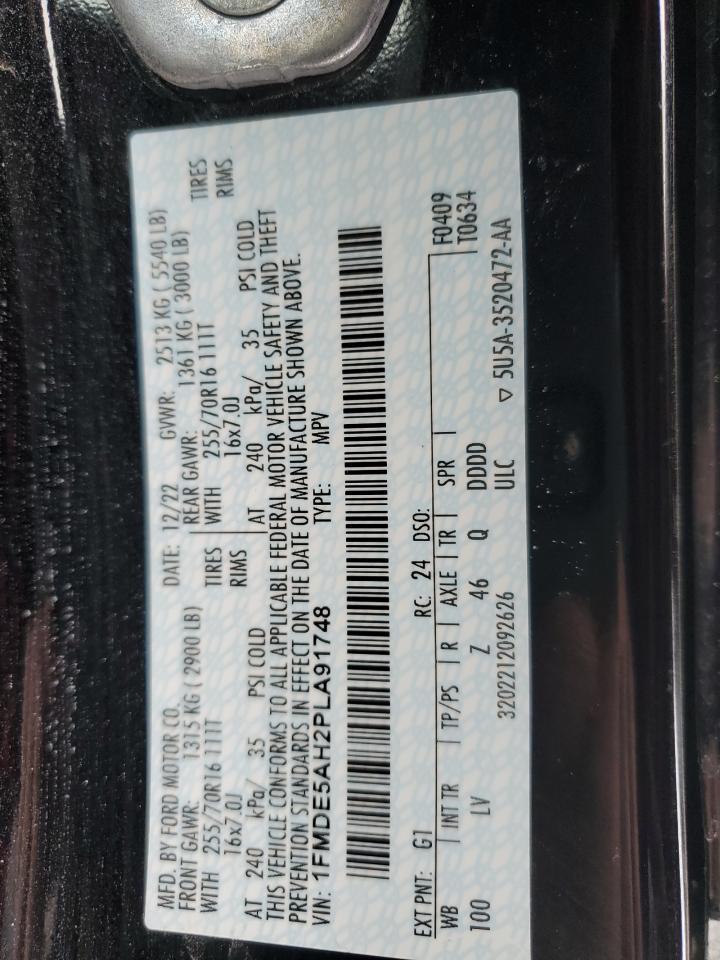 MFD. BY FORD MOTOR CO. DATE: 12/22 GVWR: 2513 KG ( 5540 LB)
FRONT GAWR: 1315 KG ( 2900 LB) REAR GAWR: 1361 KG ( 3000 LB)
WITH 255/70R16 111T TIRES WITH 255/70R16 111T TIRES
16x7.0J RIMS 16x7.0J RIMS
AT 240 kPa/ 35 PSI COLD AT 240 kPa/ 35 PSI COLD
THIS VEHICLE CONFORMS TO ALL APPLICABLE FEDERAL MOTOR VEHICLE SAFETY AND THEFT
PREVENTION STANDARDS IN EFFECT ON THE DATE OF MANUFACTURE SHOWN ABOVE.
VIN: 1FMDE5AH2PLA91748 TYPE: MPV
EXT PNT: G1 RC: 24 DSO: F0409
WB INT TR TP/PS R AXLE TR SPR T0634
100 LV Z 46 Q DDDD
3202212092626 ULC ▽ 5U5A-3520472-AA